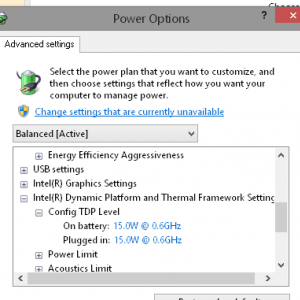 Power Options
?
Advanced settings
Select the power plan that you want to customize, and
then choose settings that reflect how you want your
computer to manage power.
Change settings that are currently unavailable
Balanced [Active]
Energy Efficiency Aggressiveness
USB settings
Intel(R) Graphics Settings
Intel(R) Dynamic Platform and Thermal Framework Setting
Config TDP Level
On battery: 15.0W @ 0.6GHz
Plugged in: 15.0W @ 0.6GHz
Power Limit
Acoustics Limit